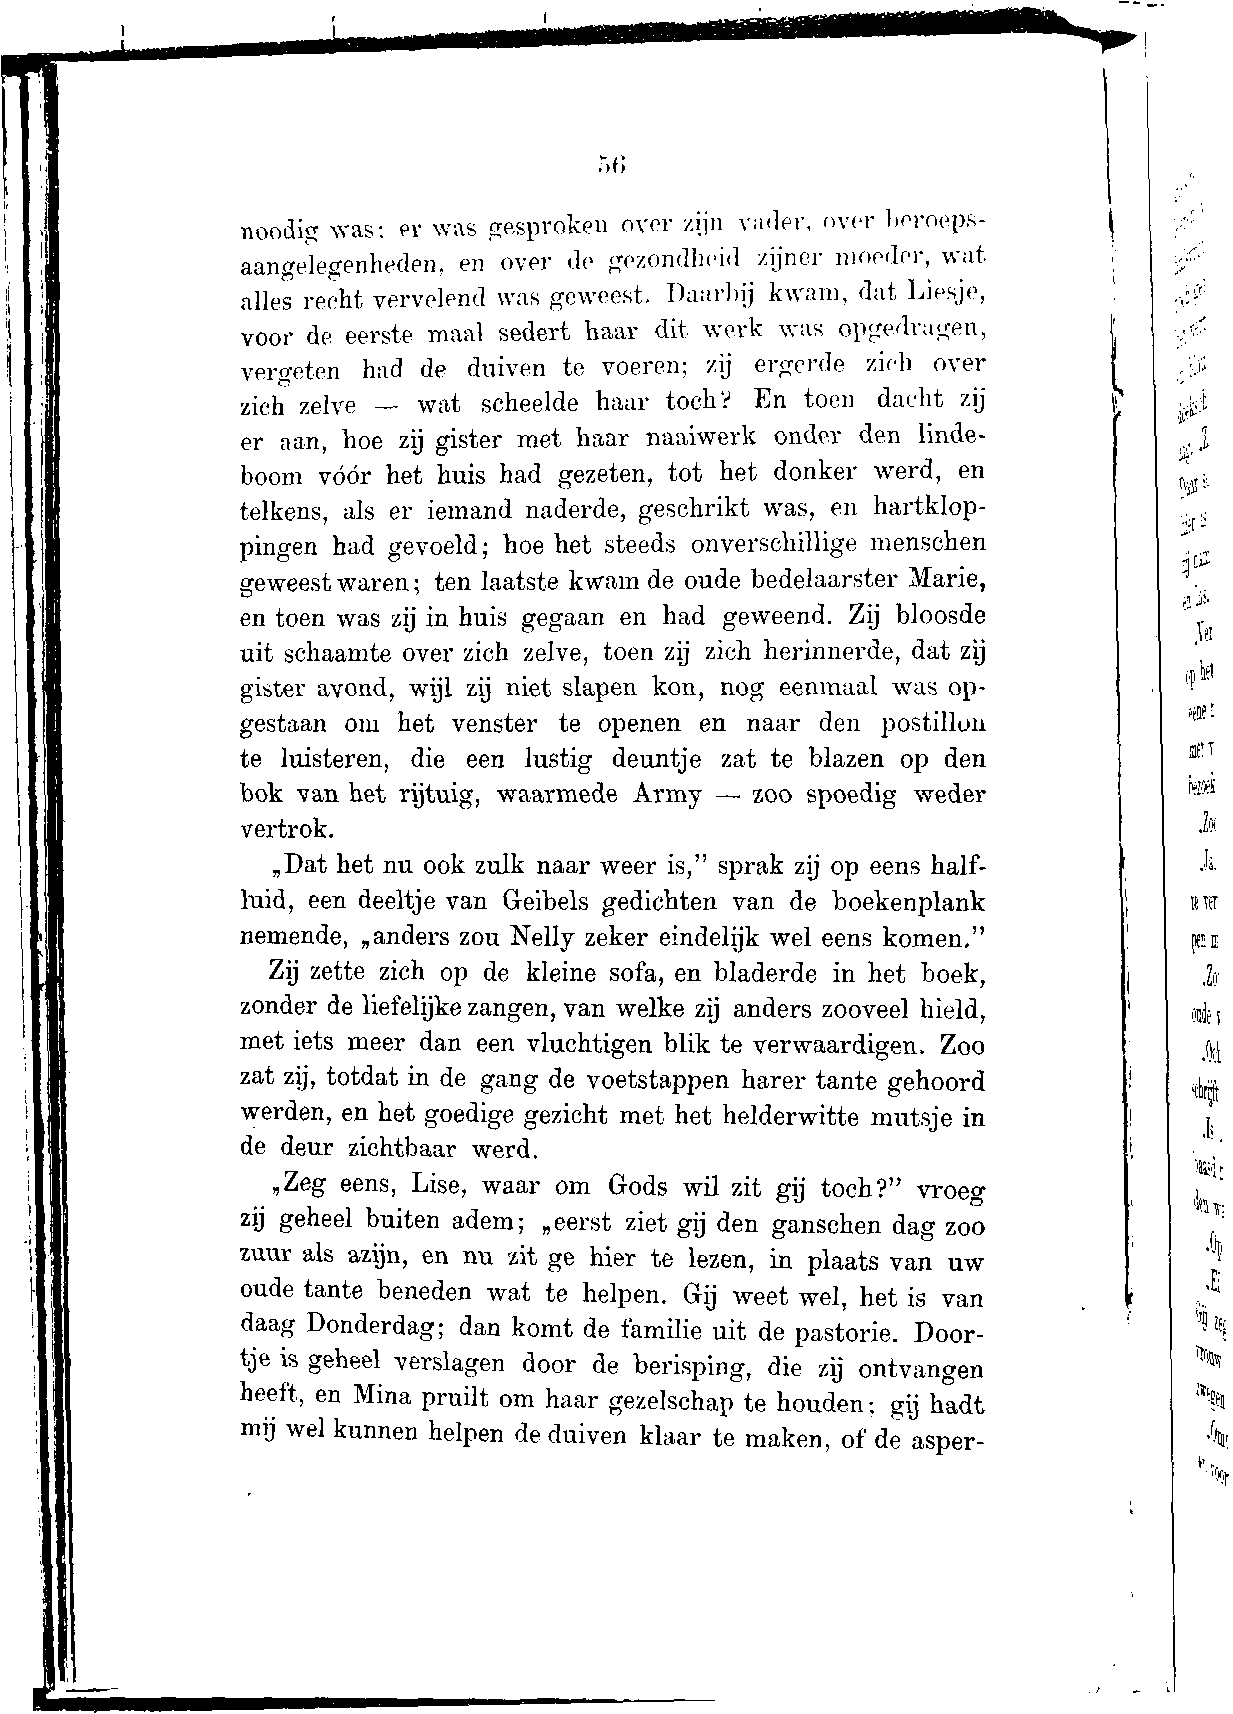 56
noodig was: er was gesproken over zijn vader, over beroeps-
aangelegenheden, en over de gezondheid zijner moeder, wat
alles recht vervelend was geweest. Daarbij kwam, dat Liesje,
voor de eerste maal sedert haar dit werk was opgedragen,
vergeten had de duiven te voeren; zij ergerde zich over
zich zelve — wat scheelde haar toch? En toen dacht zij
er aan, hoe zij gister met haar naaiwerk onder den linde-
boom vóór het huis had gezeten, tot het donker werd, en
telkens, als er iemand naderde, geschrikt was, en hartklop-
pingen had gevoeld; hoe het steeds onverschillige menschen
geweest waren; ten laatste kwam de oude bedelaarster Marie,
en toen was zij in huis gegaan en had geweend. Zij bloosde
uit schaamte over zich zelve, toen zij zich herinnerde, dat zij
gister avond, wijl zij niet slapen kon, nog eenmaal was op-
gestaan om het venster te openen en naar den postillon
te luisteren, die een lustig deuntje zat te blazen op den
bok van het rijtuig, waarmede Army — zoo spoedig weder
vertrok.
„Dat het nu ook zulk naar weer is,” sprak zij op eens half-
luid, een deeltje van Geibels gedichten van de boekenplank
nemende, „anders zou Nelly zeker eindelijk wel eens komen.”
Zij zette zich op de kleine sofa, en bladerde in het boek,
zonder de liefelijke zangen, van welke zij anders zooveel hield,
met iets meer dan een vluchtigen blik te verwaardigen. Zoo
zat zij, totdat in de gang de voetstappen harer tante gehoord
werden, en het goedige gezicht met het helderwitte mutsje in
de deur zichtbaar werd.
„Zeg eens, Lise, waar om Gods wil zit gij toch?” vroeg
zij geheel buiten adem; „eerst ziet gij den ganschen dag zoo
zuur als azijn, en nu zit ge hier te lezen, in plaats van uw
oude tante beneden wat te helpen. Gij weet wel, het is van
daag Donderdag; dan komt de familie uit de pastorie. Door-
tje is geheel verslagen door de berisping, die zij ontvangen
heeft, en Mina pruilt om haar gezelschap te houden; gij hadt
mij wel kunnen helpen de duiven klaar te maken, of de asper-